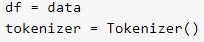 df = data
tokenizer = Tokenizer()